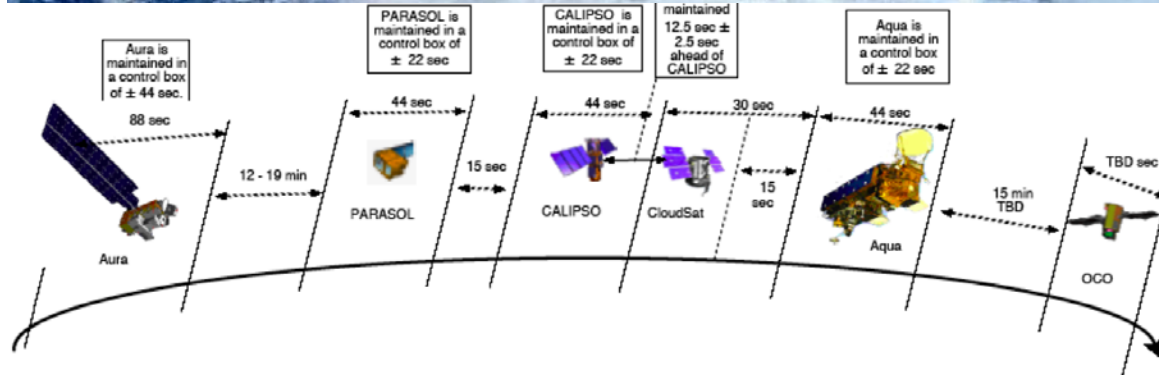 Aura is
maintained in
a control box
of ± 44 sec.
PARASOL is
maintained in a
control box of
± 22 sec
CALIPSO is
maintained in a
control box of
± 22 sec
maintained
12.5 sec ±
2.5 sec
ahead of
CALIPSO
Aqua is
maintained in
a control box
of ± 22 sec
88 sec
12 - 19 min
44 sec
15 sec
44 sec
30 sec
15
sec
44 sec
15 min
TBD
TBD sec
Aura
PARASOL
CALIPSO
CloudSat
Aqua
OCO